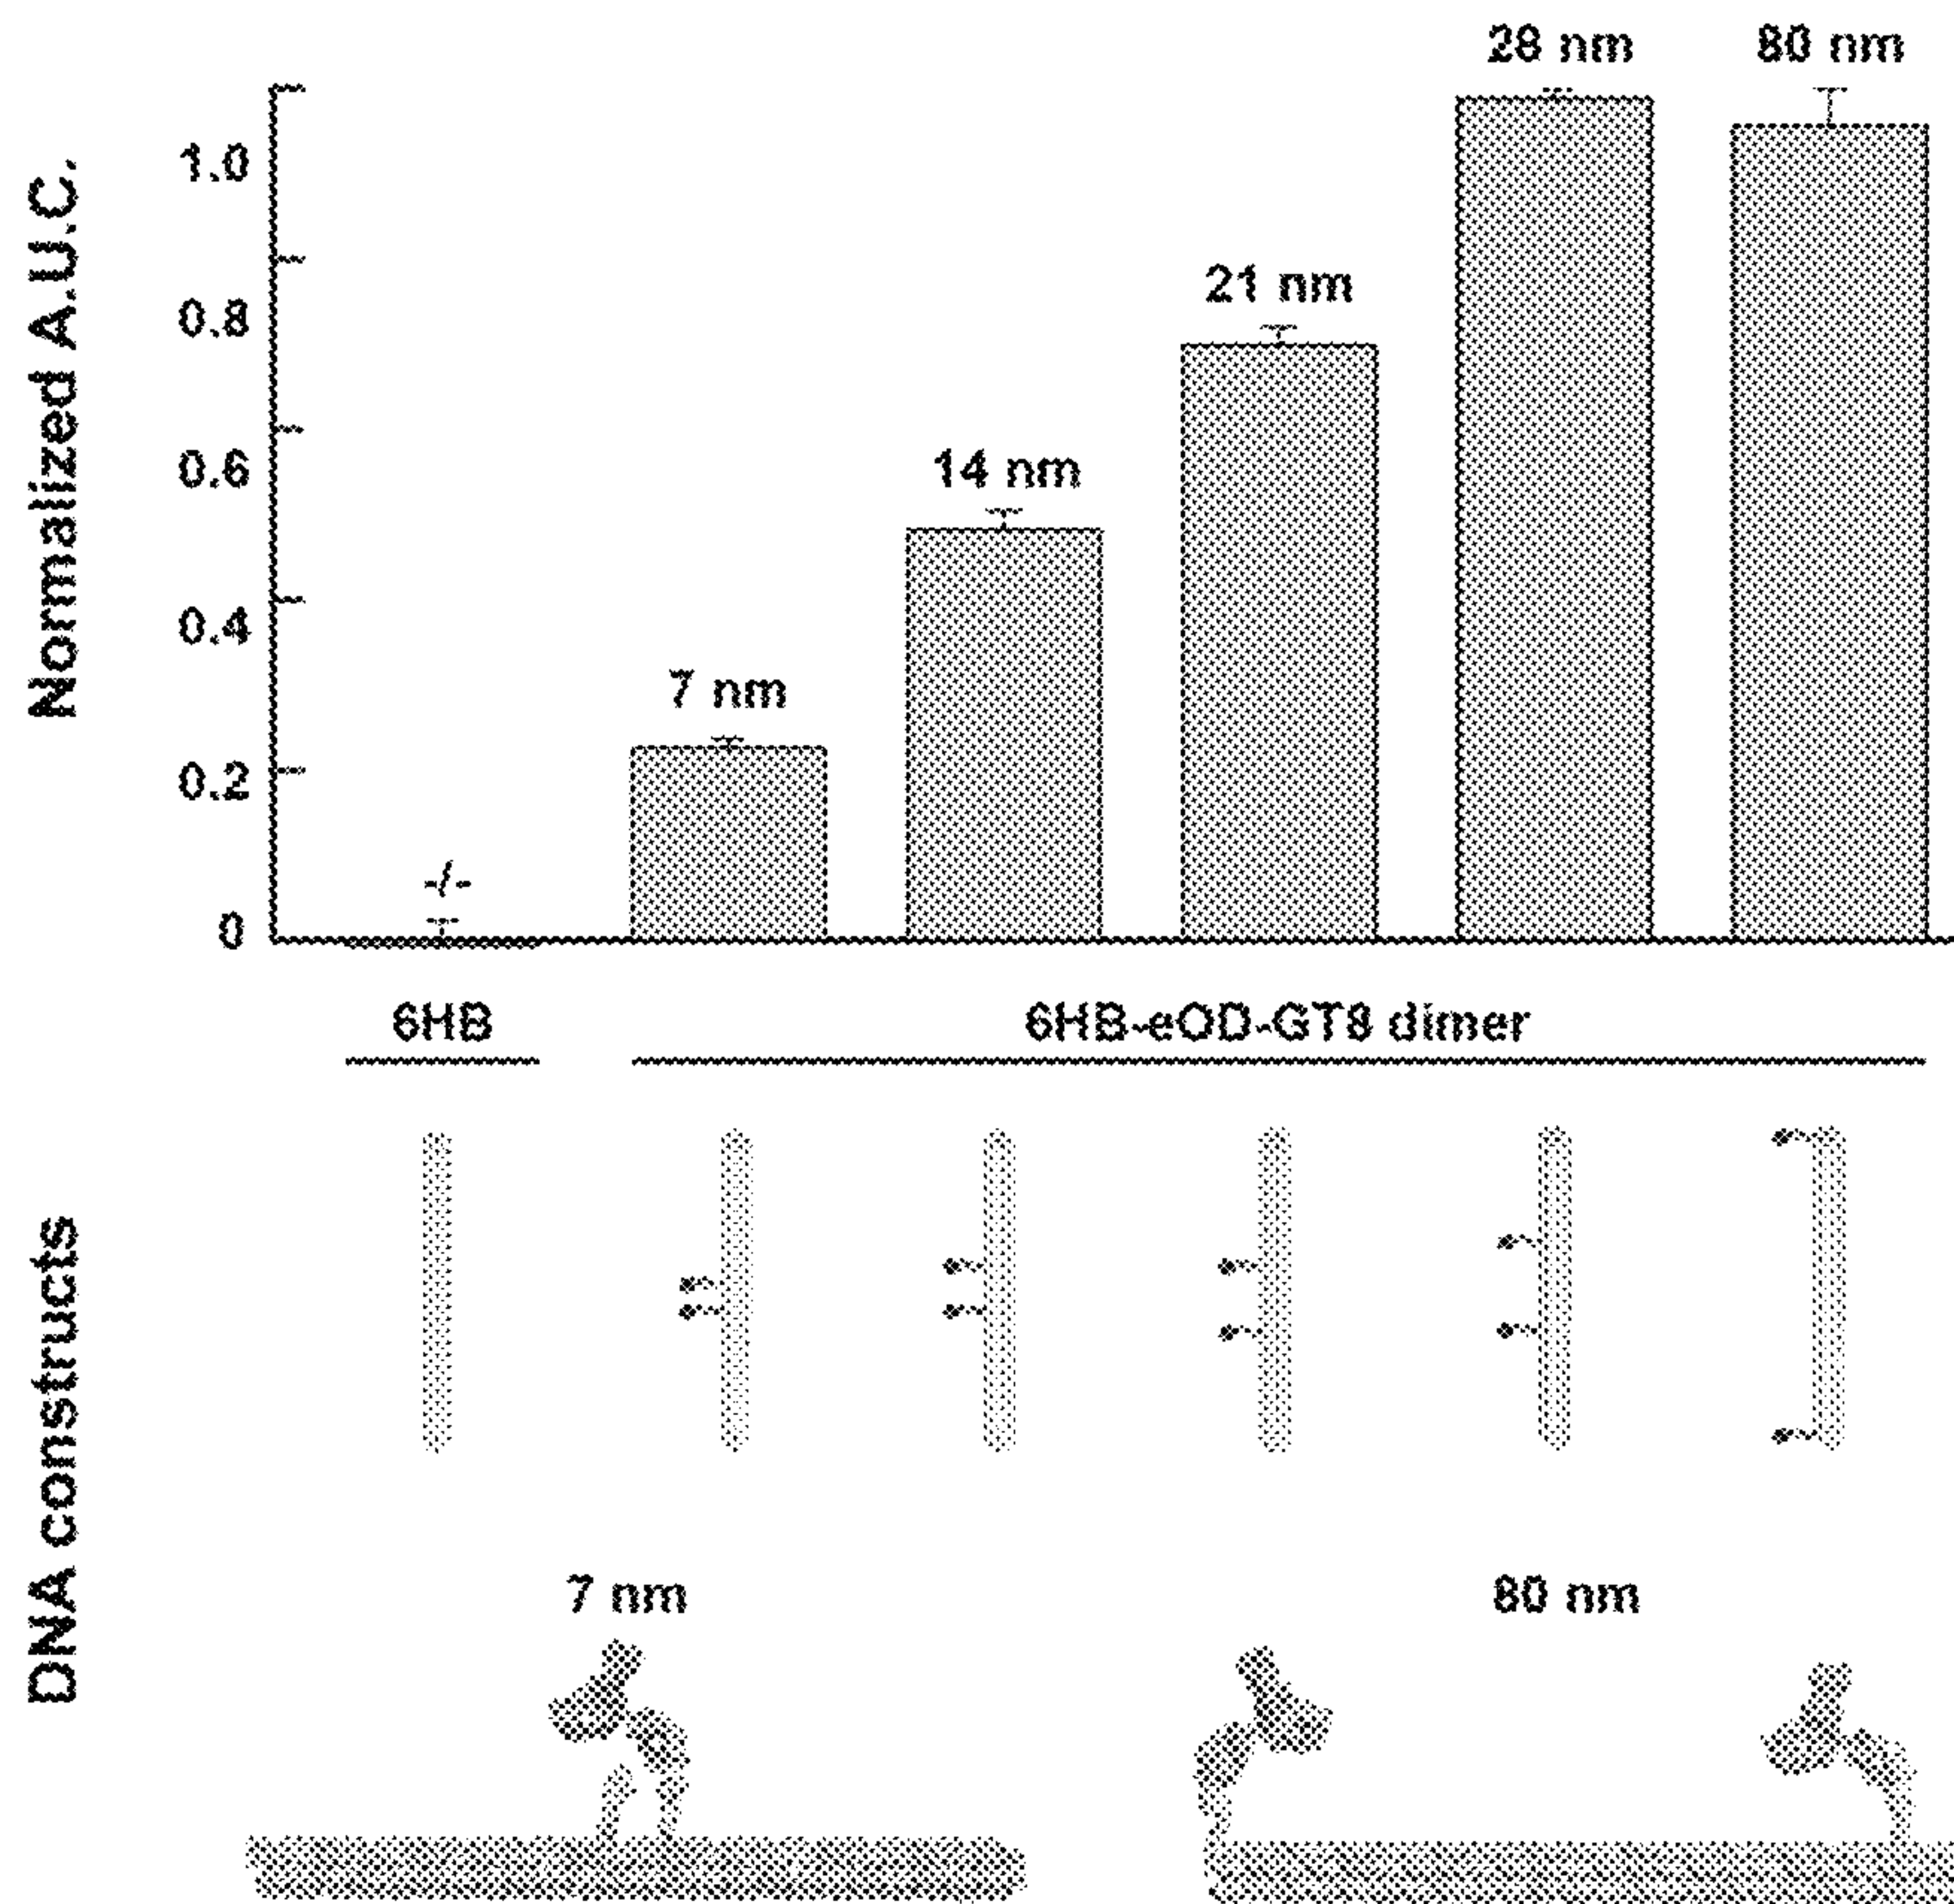 28 nm 80 nm
1.0
21 nm
0.8
14 nm
0.6
0.4
7 nm
0.2
-/-
0
Normalized A.U.C.
6HB 6HB-eOD-GT8 dimer
DNA constructs
7 nm 80 nm